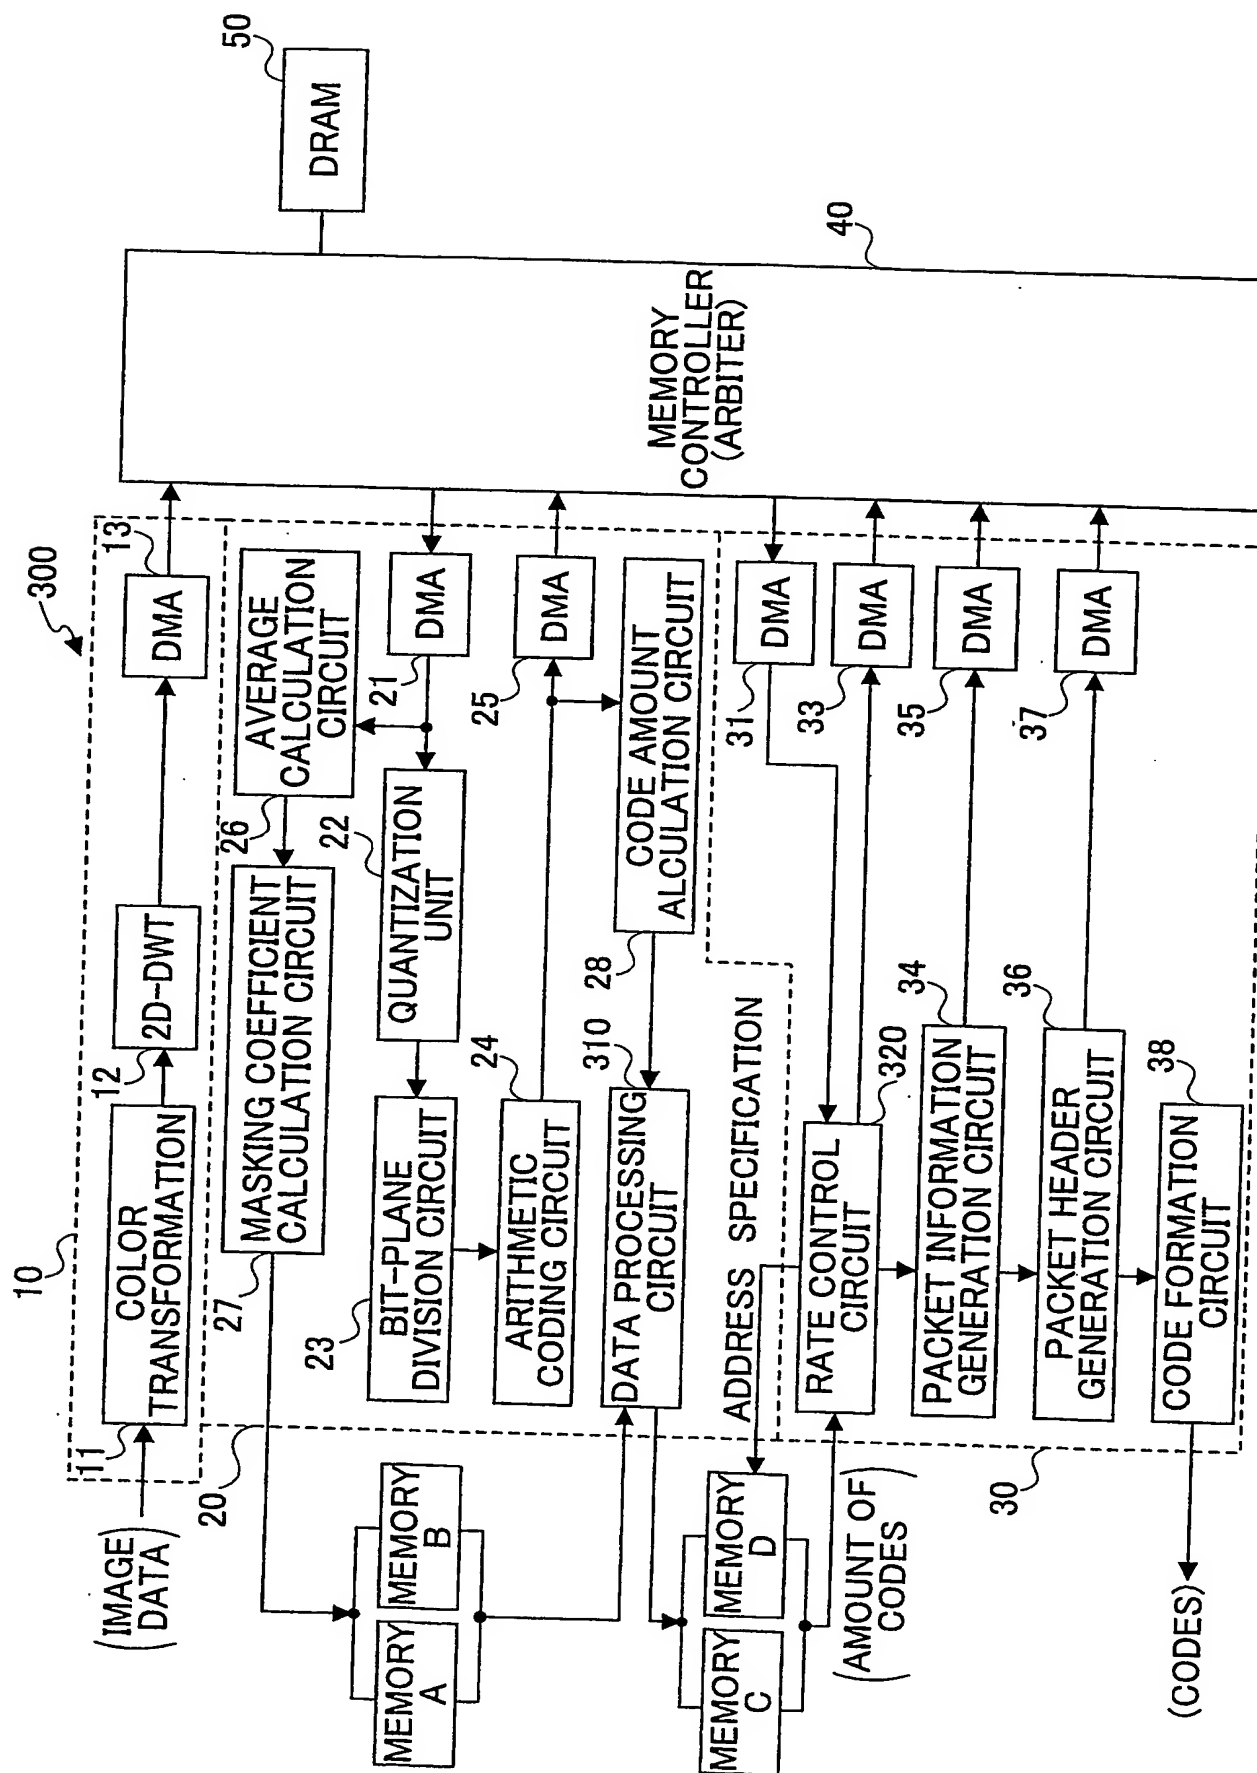 300
10
(IMAGE
DATA)
11
COLOR
TRANSFORMATION
12
2D-DWT
13
DMA
20
27
MASKING COEFFICIENT
CALCULATION CIRCUIT
26
AVERAGE
CALCULATION
CIRCUIT
21
DMA
22
QUANTIZATION
UNIT
23
BIT-PLANE
DIVISION CIRCUIT
24
ARITHMETIC
CODING CIRCUIT
25
DMA
28
CODE AMOUNT
ALCULATION CIRCUIT
310
DATA PROCESSING
CIRCUIT
MEMORY
A
MEMORY
B
MEMORY
C
MEMORY
D
ADDRESS SPECIFICATION
(AMOUNT OF
CODES)
30
31
DMA
320
RATE CONTROL
CIRCUIT
33
DMA
34
PACKET INFORMATION
GENERATION CIRCUIT
35
DMA
36
PACKET HEADER
GENERATION CIRCUIT
37
DMA
38
CODE FORMATION
CIRCUIT
(CODES)
MEMORY
CONTROLLER
(ARBITER)
40
DRAM
50